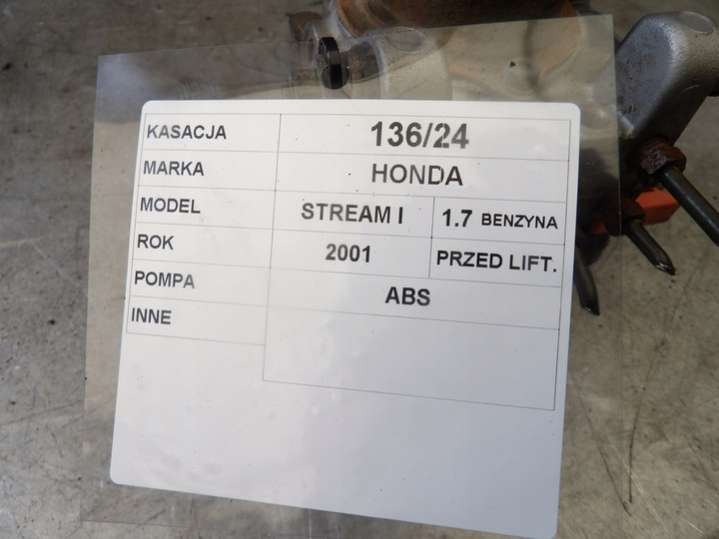 KASACJA 136/24
MARKA HONDA
MODEL STREAM I 1.7 BENZYNA
ROK 2001 PRZED LIFT.
POMPA ABS
INNE